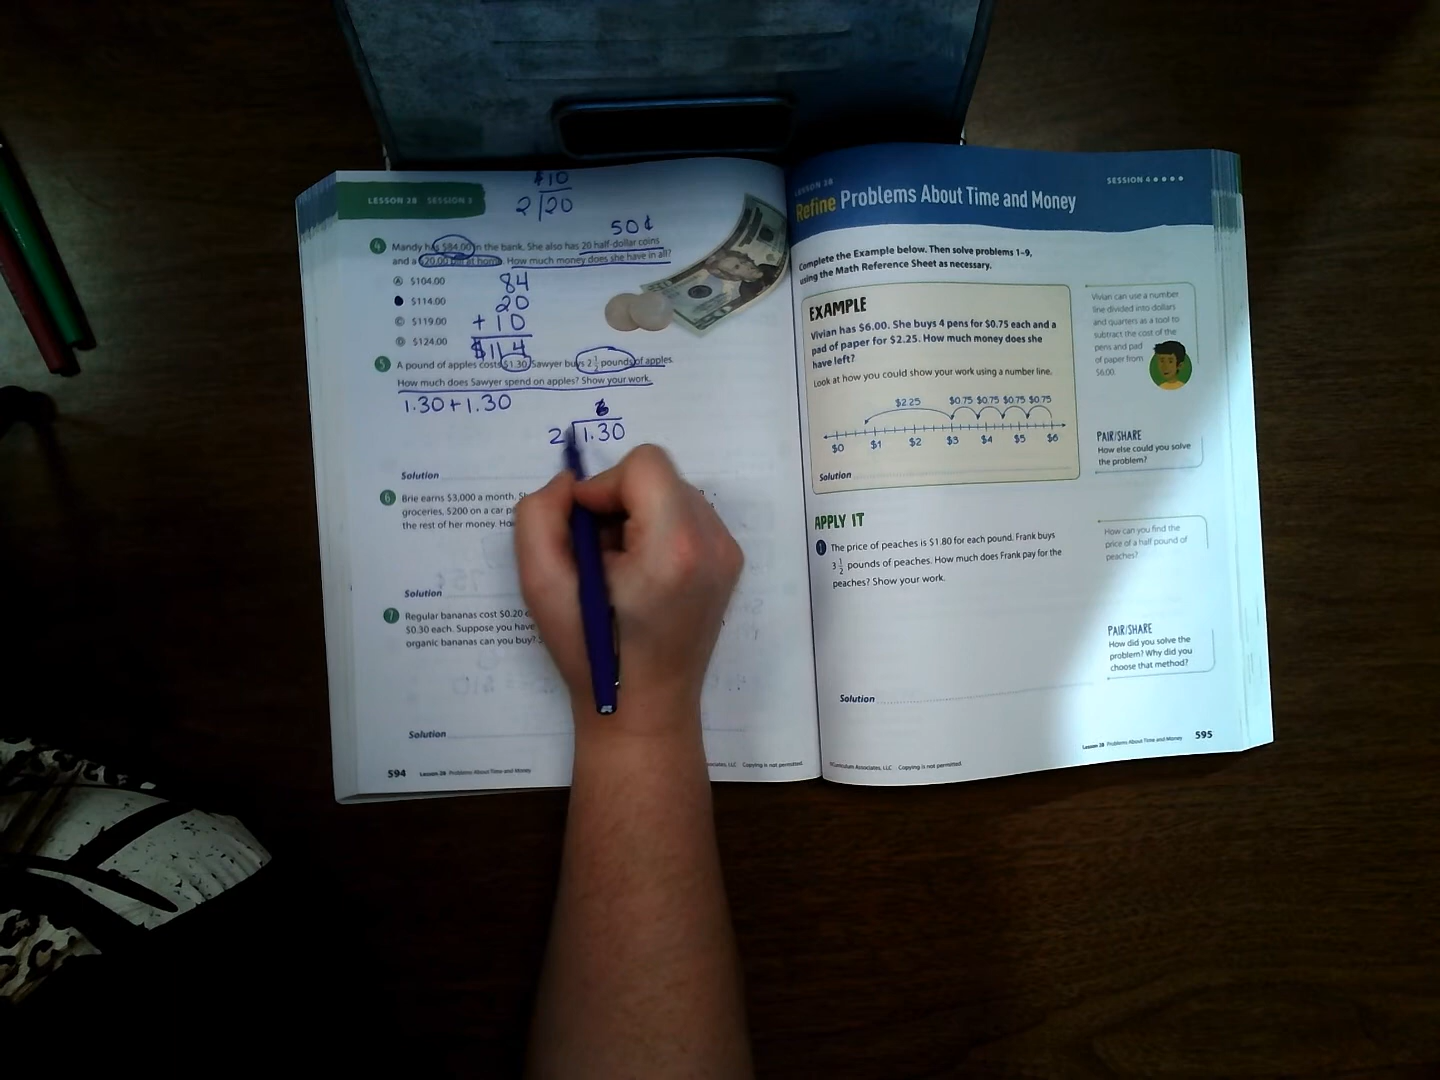 LESSON 28 SESSION 3
$10
2 20
50¢
4 Mandy has $84.00 in the bank. She also has 20 half-dollar coins
and a $20.00 bill at home. How much money does she have in all?
A $104.00
$114.00
C $119.00
D $124.00
84
20
+ 10
$114
5 A pound of apples costs $1.30. Sawyer buys 2 1/2 pounds of apples.
How much does Sawyer spend on apples? Show your work.
1.30 + 1.30
6
2 1.30
Solution
6 Brie earns $3,000 a month.
groceries, $200 on a car
the rest of her money.
Solution
7 Regular bananas cost $0.20
$0.30 each. Suppose you have
organic bananas can you buy?
Solution
594 Lesson 28 Problems About Time and Money
Associates, LLC Copying is not permitted.
LESSON 28
SESSION 4
Refine Problems About Time and Money
Complete the Example below. Then solve problems 1–9,
using the Math Reference Sheet as necessary.
EXAMPLE
Vivian has $6.00. She buys 4 pens for $0.75 each and a
pad of paper for $2.25. How much money does she
have left?
Look at how you could show your work using a number line.
$2.25 $0.75 $0.75 $0.75 $0.75
$0 $1 $2 $3 $4 $5 $6
Solution
Vivian can use a number
line divided into dollars
and quarters as a tool to
subtract the cost of the
pens and pad
of paper from
$6.00.
PAIR/SHARE
How else could you solve
the problem?
APPLY IT
1 The price of peaches is $1.80 for each pound. Frank buys
3 1/2 pounds of peaches. How much does Frank pay for the
peaches? Show your work.
Solution
How can you find the
price of a half pound of
peaches?
PAIR/SHARE
How did you solve the
problem? Why did you
choose that method?
©Curriculum Associates, LLC Copying is not permitted.
Lesson 28 Problems About Time and Money 595